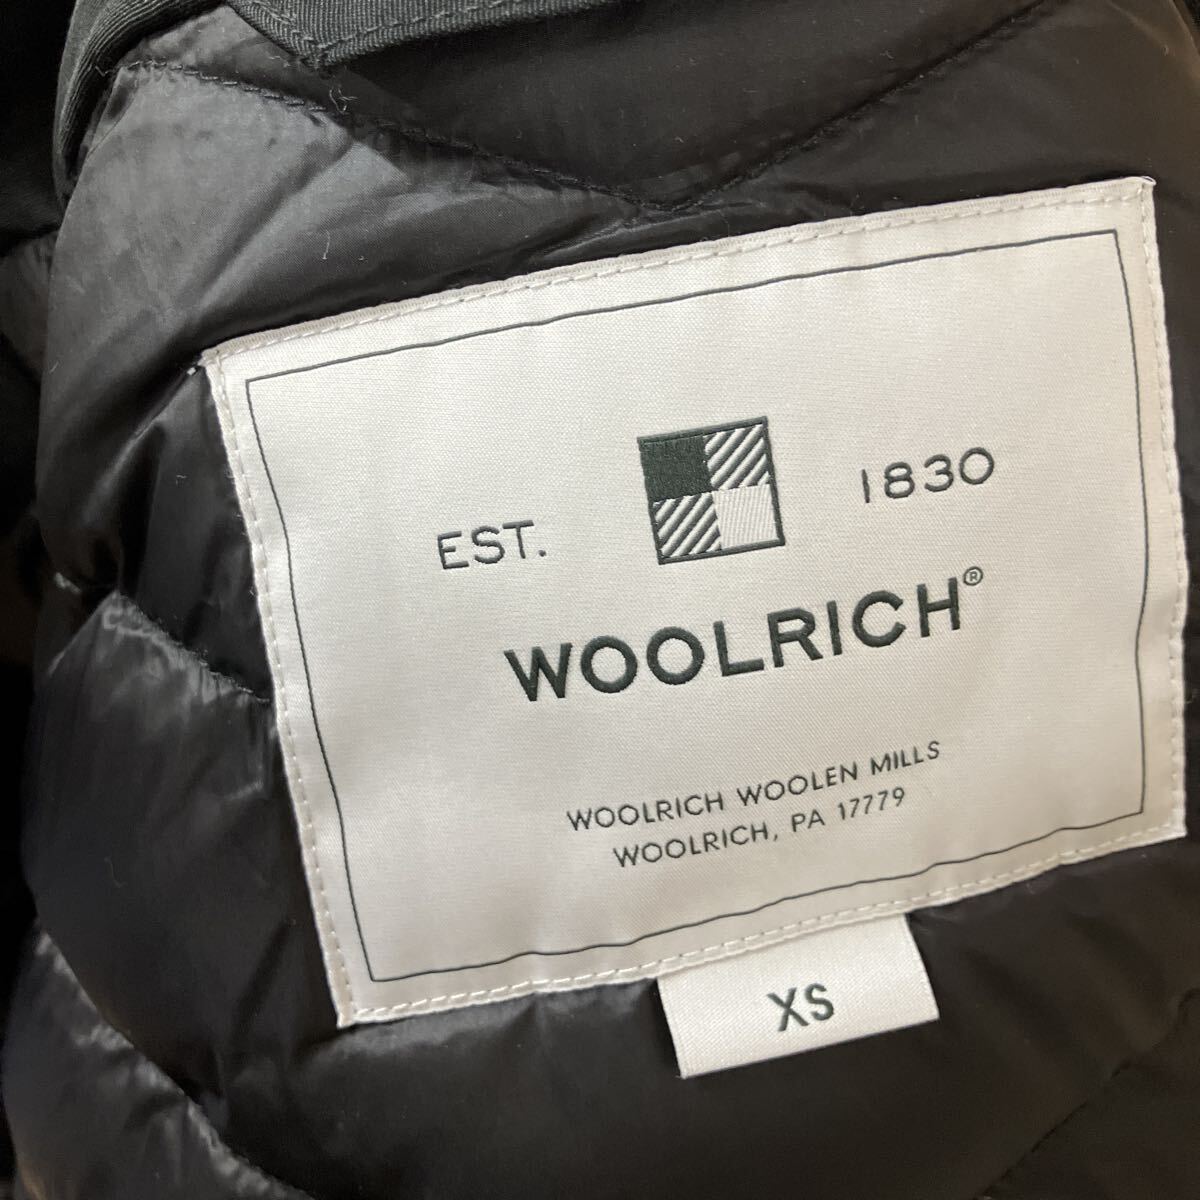 EST. 1830
WOOLRICH®
WOOLRICH WOOLEN MILLS
WOOLRICH, PA 17779
XS